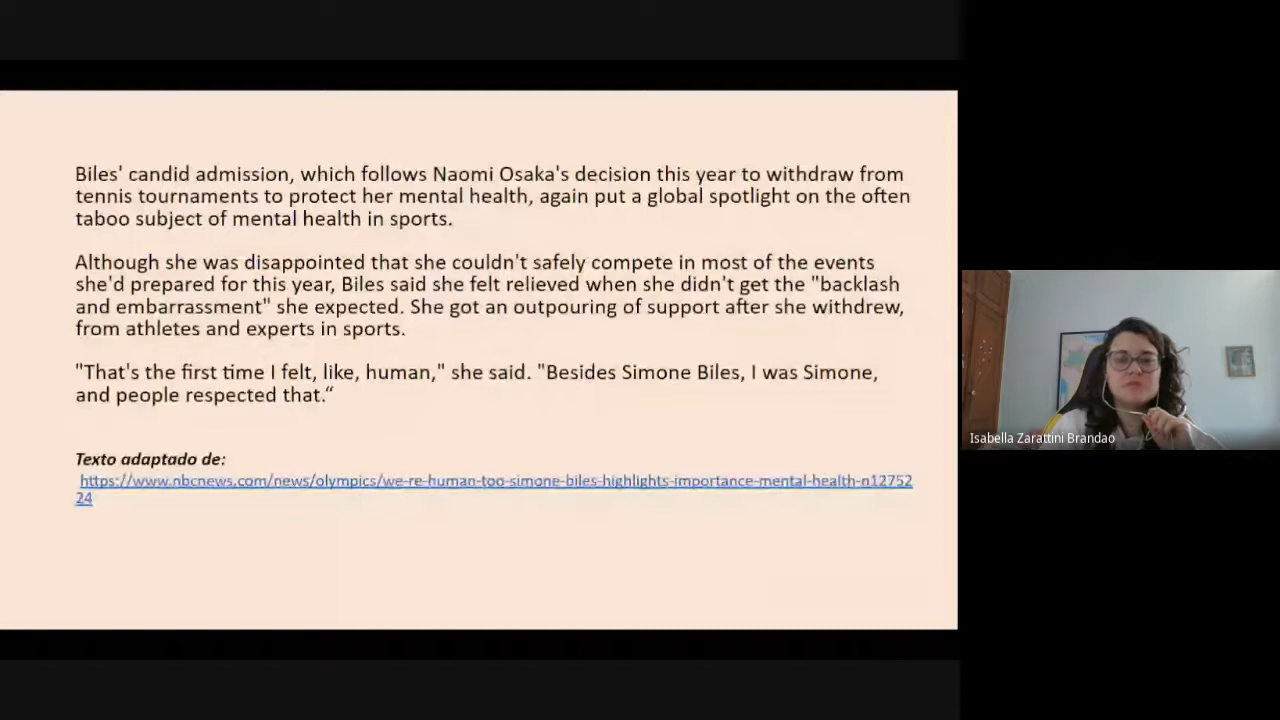 Biles' candid admission, which follows Naomi Osaka's decision this year to withdraw from
tennis tournaments to protect her mental health, again put a global spotlight on the often
taboo subject of mental health in sports.
Although she was disappointed that she couldn't safely compete in most of the events
she'd prepared for this year, Biles said she felt relieved when she didn't get the "backlash
and embarrassment" she expected. She got an outpouring of support after she withdrew,
from athletes and experts in sports.
"That's the first time I felt, like, human," she said. "Besides Simone Biles, I was Simone,
and people respected that.“
Texto adaptado de:
https://www.nbcnews.com/news/olympics/we-re-human-too-simone-biles-highlights-importance-mental-health-n12752
24
Isabella Zarattini Brandao